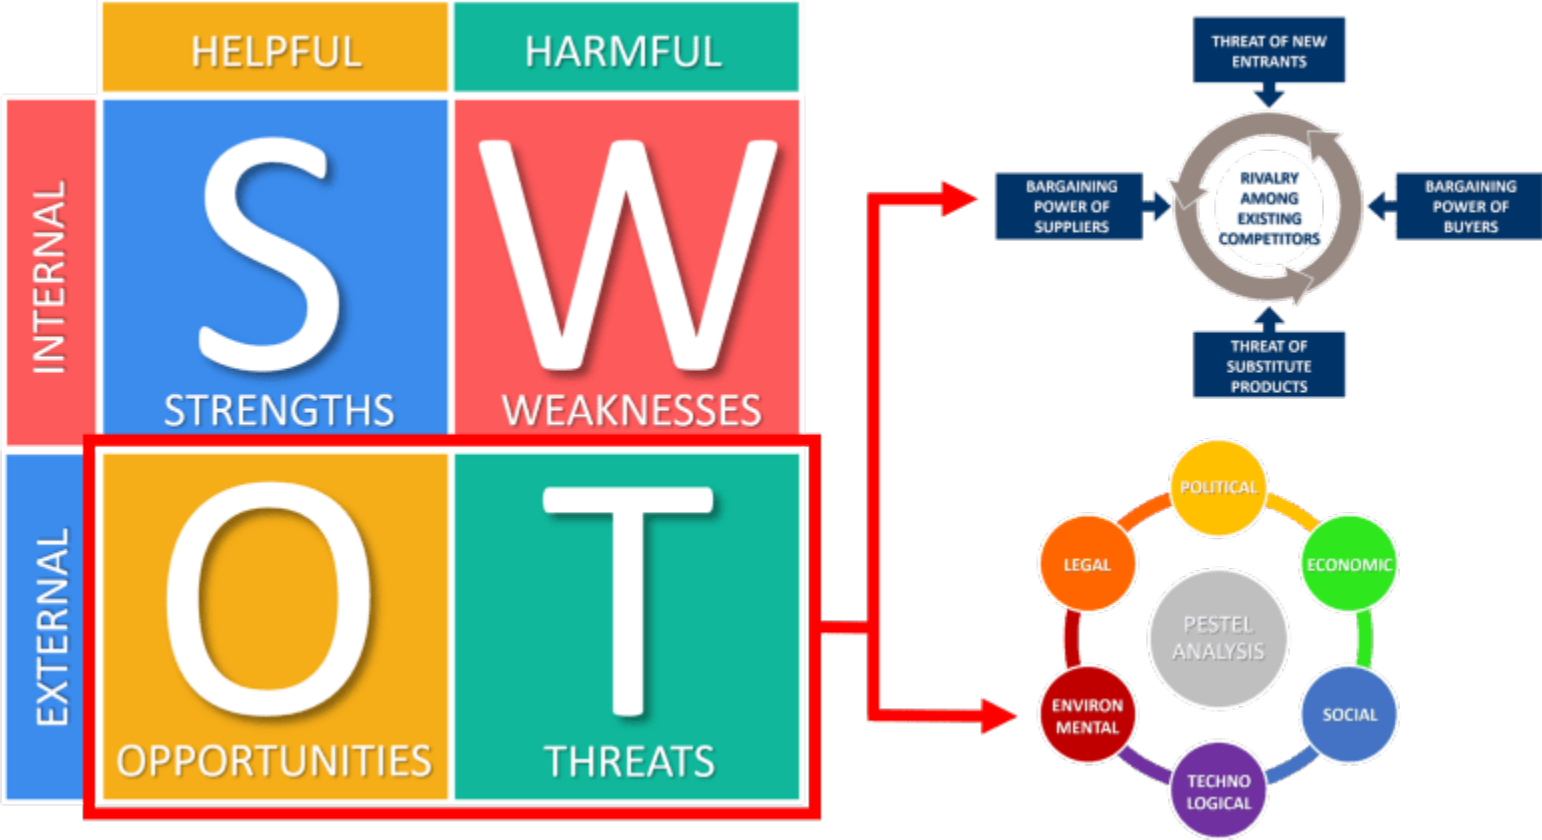 HELPFUL
HARMFUL
INTERNAL
S
STRENGTHS
W
WEAKNESSES
EXTERNAL
O
OPPORTUNITIES
T
THREATS
THREAT OF NEW
ENTRANTS
BARGAINING
POWER OF
SUPPLIERS
RIVALRY
AMONG
EXISTING
COMPETITORS
BARGAINING
POWER OF
BUYERS
THREAT OF
SUBSTITUTE
PRODUCTS
POLITICAL
LEGAL
ECONOMIC
PESTEL
ANALYSIS
ENVIRON
MENTAL
SOCIAL
TECHNO
LOGICAL